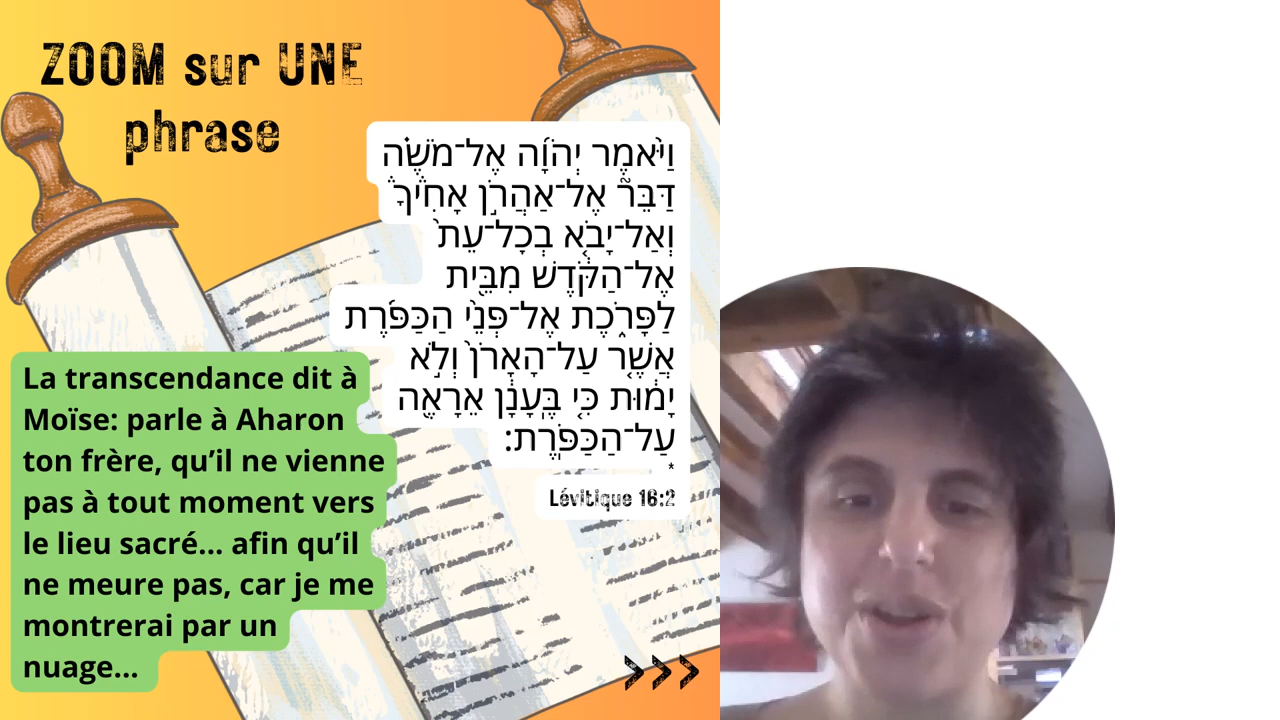 ZOOM sur UNE
phrase
וַיֹּ֨אמֶר יְהֹוָ֜ה אֶל־מֹשֶׁ֗ה
דַּבֵּר֮ אֶל־אַהֲרֹ֣ן אָחִ֒יךָ֒
וְאַל־יָבֹ֤א בְכׇל־עֵת֙
אֶל־הַקֹּ֔דֶשׁ מִבֵּ֖ית
לַפָּרֹ֑כֶת אֶל־פְּנֵ֨י הַכַּפֹּ֜רֶת
אֲשֶׁ֤ר עַל־הָאָרֹן֙ וְלֹ֣א
יָמ֔וּת כִּ֚י בֶּֽעָנָ֔ן אֵרָאֶ֖ה
עַל־הַכַּפֹּֽרֶת׃
*
Lévitique 16:2
La transcendance dit à
Moïse: parle à Aharon
ton frère, qu’il ne vienne
pas à tout moment vers
le lieu sacré... afin qu’il
ne meure pas, car je me
montrerai par un
nuage...
>>>